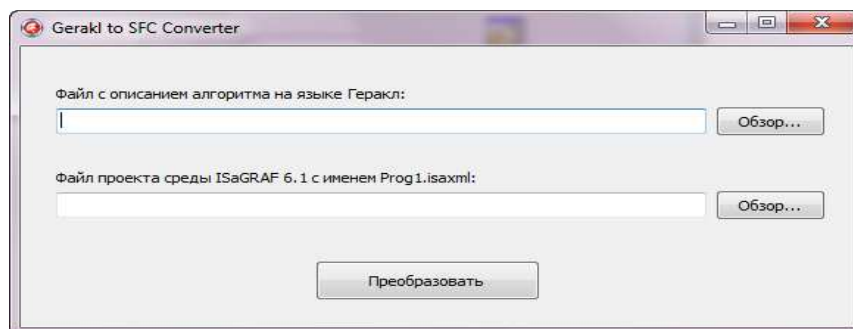 Gerakl to SFC Converter
Файл с описанием алгоритма на языке Геракл:
Обзор...
Файл проекта среды ISaGRAF 6.1 с именем Prog1.isaxml:
Обзор...
Преобразовать